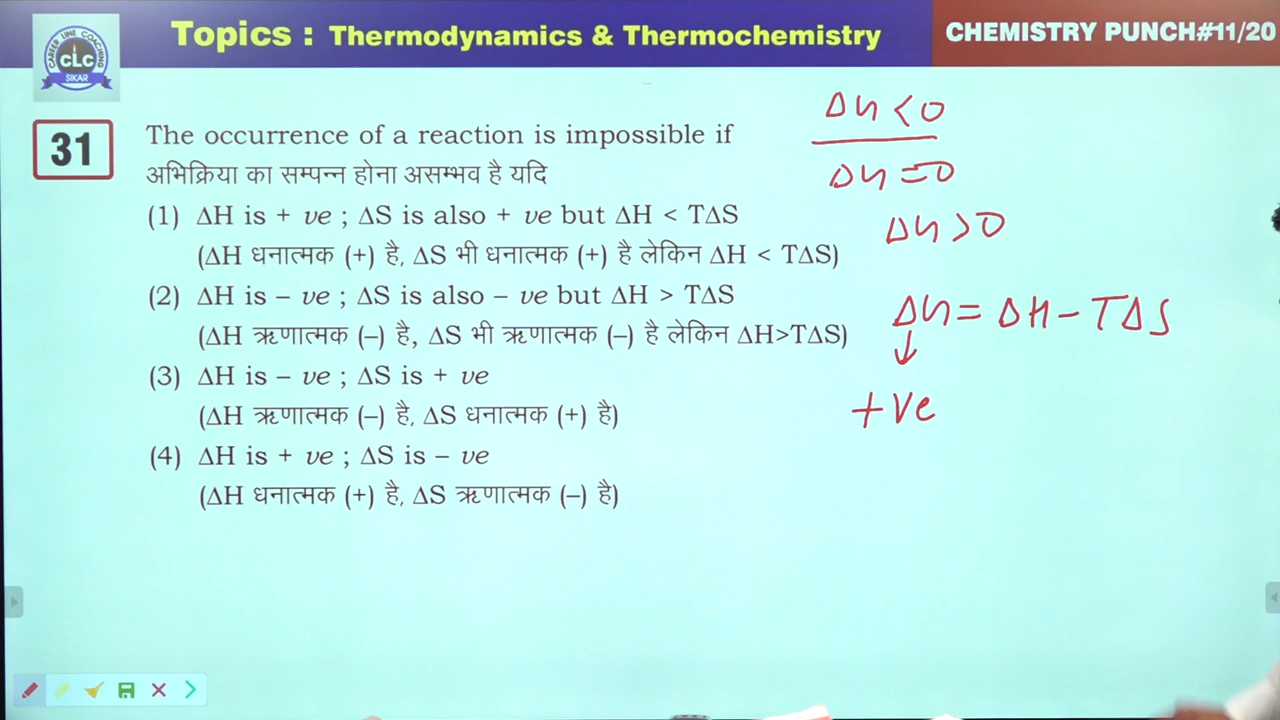 CAREER LINE COACHING
CLC
SIKAR
Topics : Thermodynamics & Thermochemistry
CHEMISTRY PUNCH#11/20
31
The occurrence of a reaction is impossible if
अभिक्रिया का सम्पन्न होना असम्भव है यदि
(1) ΔH is + ve ; ΔS is also + ve but ΔH < TΔS
(ΔH धनात्मक (+) है, ΔS भी धनात्मक (+) है लेकिन ΔH < TΔS)
(2) ΔH is – ve ; ΔS is also – ve but ΔH > TΔS
(ΔH ऋणात्मक (–) है, ΔS भी ऋणात्मक (–) है लेकिन ΔH>TΔS)
(3) ΔH is – ve ; ΔS is + ve
(ΔH ऋणात्मक (–) है, ΔS धनात्मक (+) है)
(4) ΔH is + ve ; ΔS is – ve
(ΔH धनात्मक (+) है, ΔS ऋणात्मक (–) है)
ΔG < 0
ΔG = 0
ΔG > 0
ΔG = ΔH – TΔS
↓
+ve